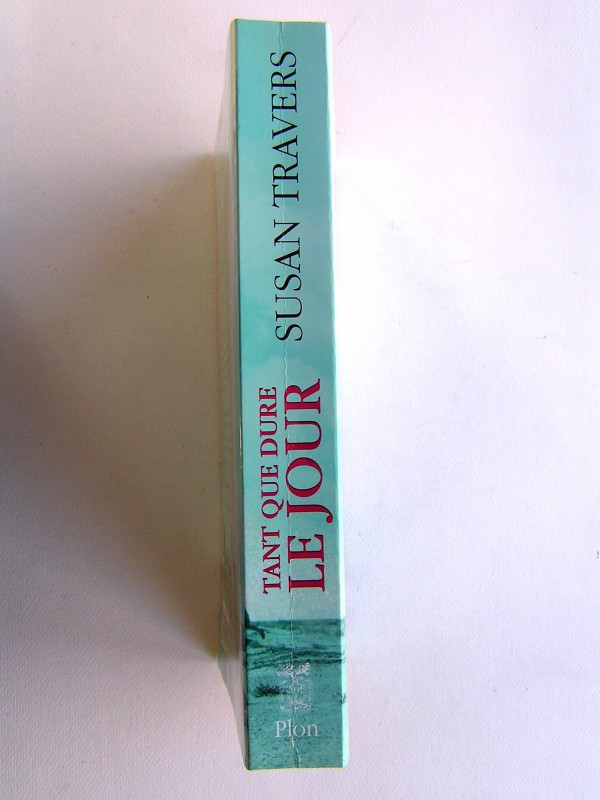 SUSAN TRAVERS
TANT QUE DURE
LE JOUR
Plon